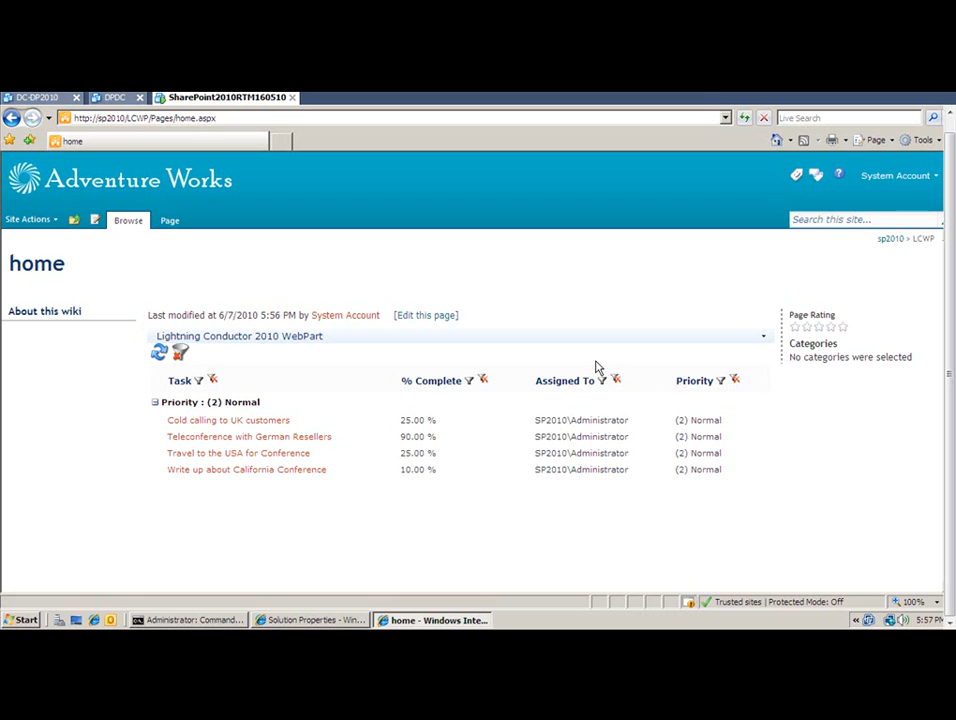 DC-DP2010 DPDC SharePoint2010RTM160510
http://sp2010/LCWP/Pages/home.aspx Live Search
home Page Tools
Adventure Works System Account
Site Actions Browse Page Search this site...
sp2010 > LCWP
home
About this wiki
Last modified at 6/7/2010 5:56 PM by System Account [Edit this page]
Page Rating
Lightning Conductor 2010 WebPart
Categories
No categories were selected
Task % Complete Assigned To Priority
Priority : (2) Normal
Cold calling to UK customers 25.00 % SP2010\Administrator (2) Normal
Teleconference with German Resellers 90.00 % SP2010\Administrator (2) Normal
Travel to the USA for Conference 25.00 % SP2010\Administrator (2) Normal
Write up about California Conference 10.00 % SP2010\Administrator (2) Normal
Trusted sites | Protected Mode: Off 100%
Start Administrator: Command... Solution Properties - Win... home - Windows Inte... 5:57 PM